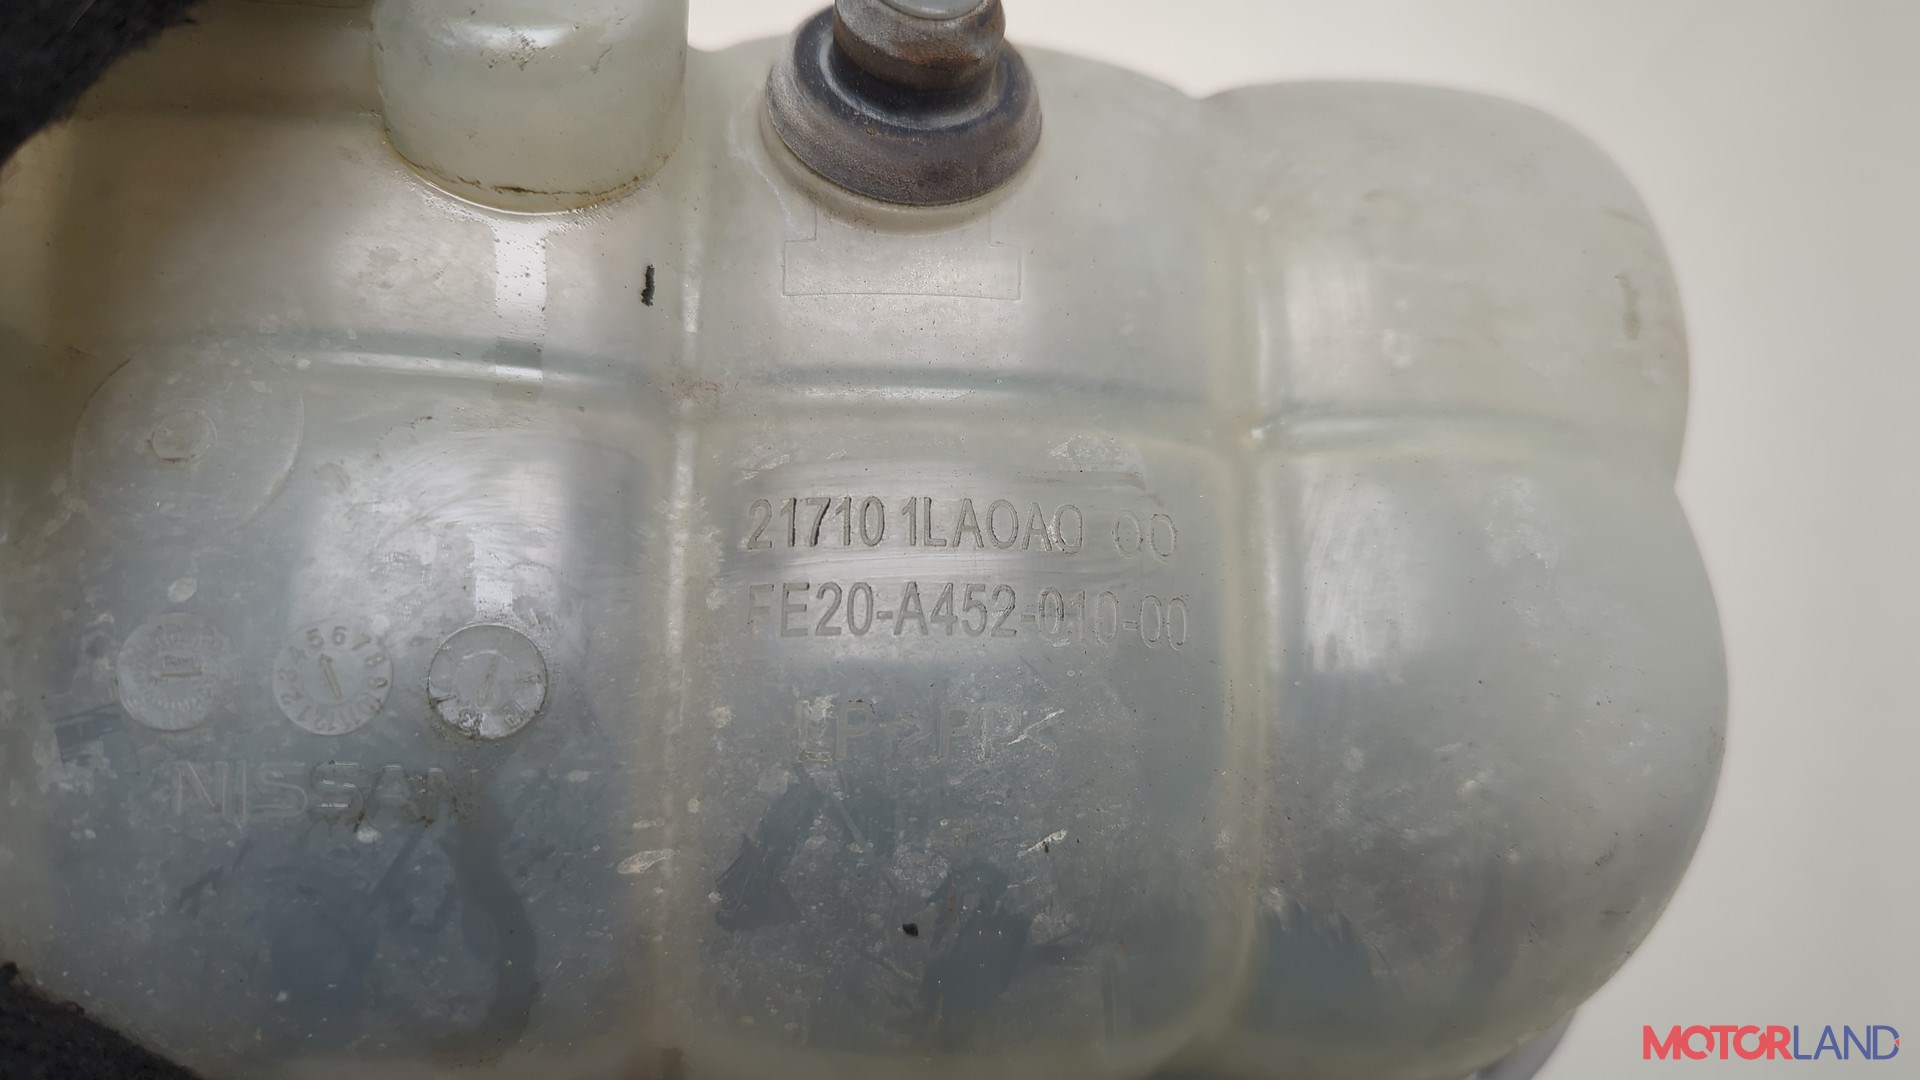 21710 1LA0A0 00
FE20-A452-010-00
NISSAN
MOTORLAND